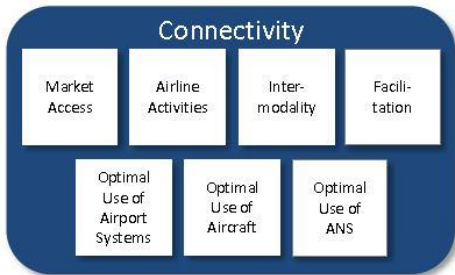 Connectivity
Market
Access
Airline
Activities
Inter-
modality
Facili-
tation
Optimal
Use of
Airport
Systems
Optimal
Use of
Aircraft
Optimal
Use of
ANS